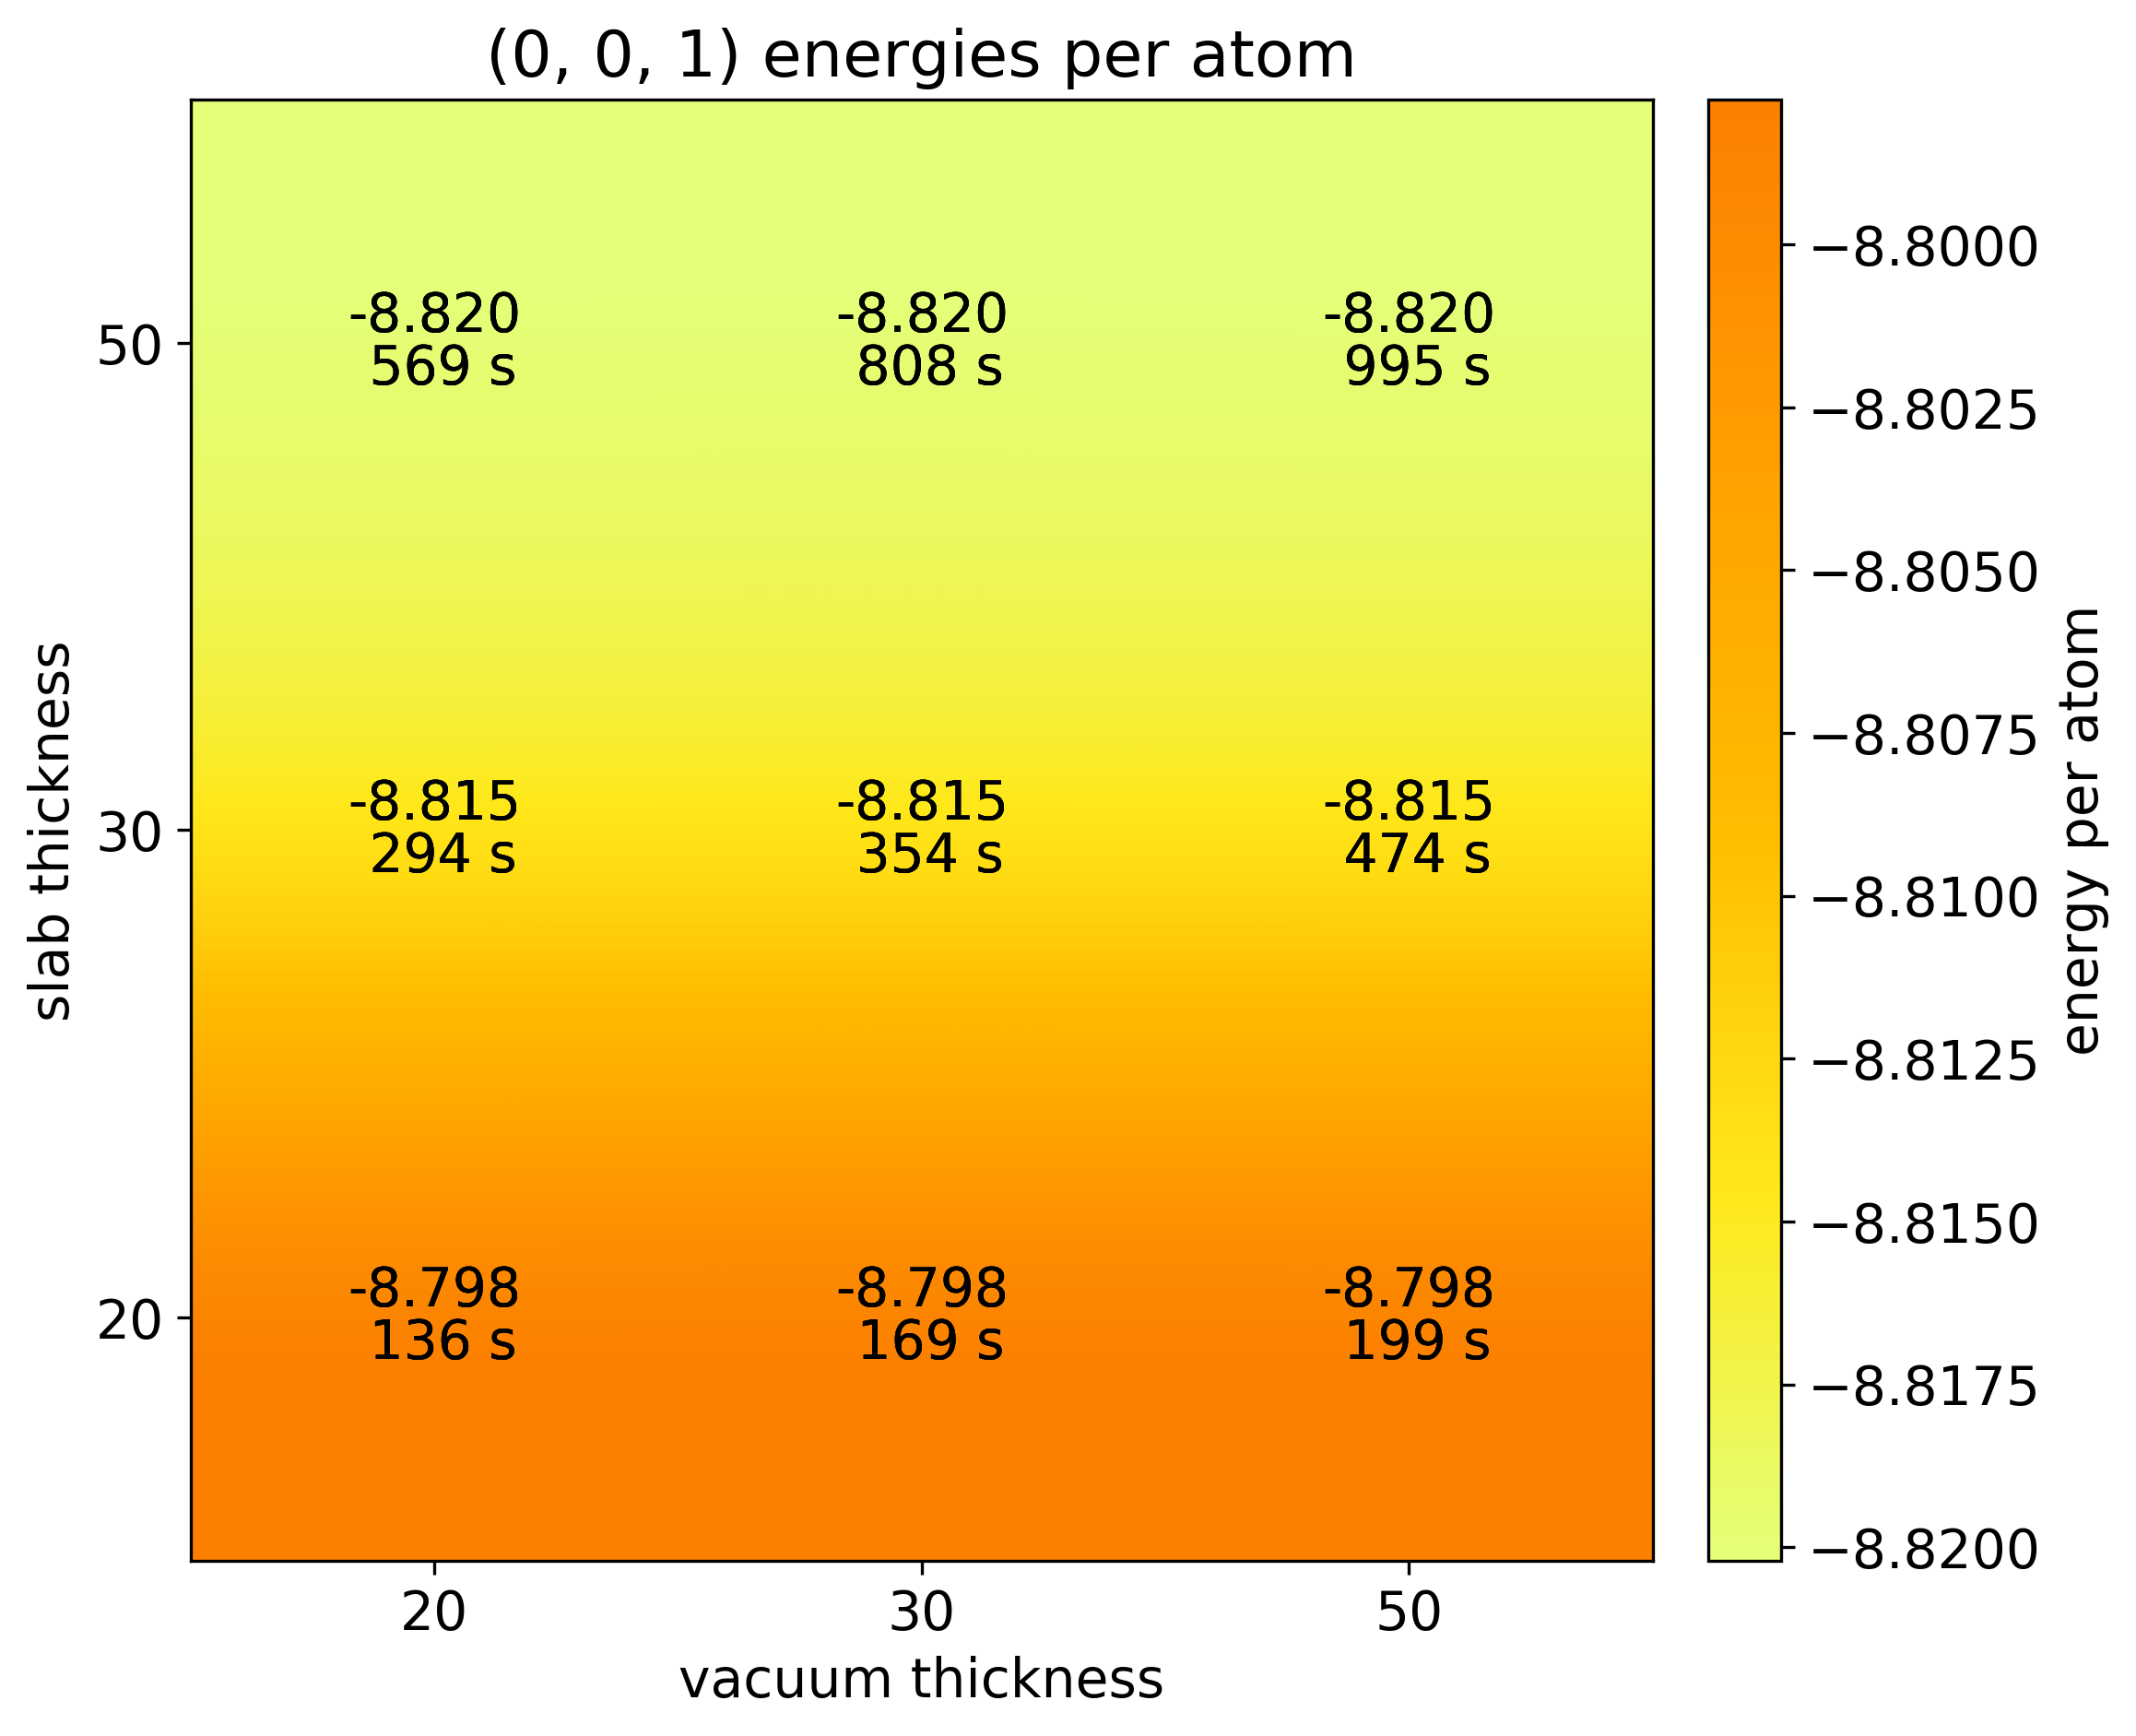 (0, 0, 1) energies per atom
50
-8.820 -8.820 -8.820
569 s 808 s 995 s
30
-8.815 -8.815 -8.815
294 s 354 s 474 s
20
-8.798 -8.798 -8.798
136 s 169 s 199 s
20 30 50
vacuum thickness
slab thickness
−8.8000
−8.8025
−8.8050
−8.8075
−8.8100
−8.8125
−8.8150
−8.8175
−8.8200
energy per atom